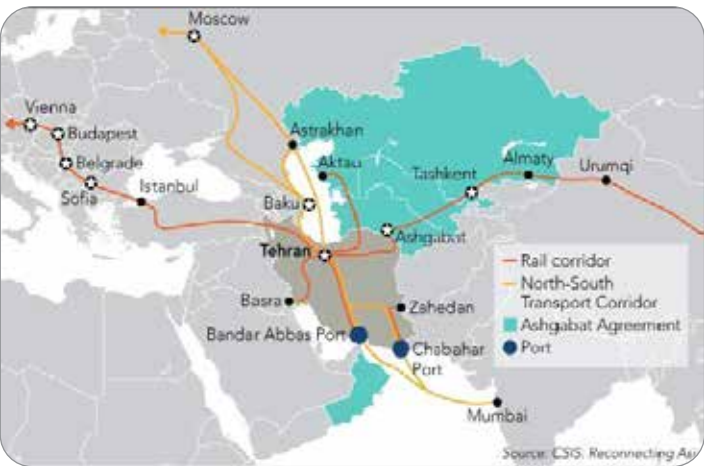 Moscow
Vienna
Budapest
Belgrade
Sofia
Istanbul
Astrakhan
Aktau
Baku
Tashkent
Almaty
Urumqi
Ashgabat
Tehran
Basra
Zahedan
Bandar Abbas Port
Chabahar
Port
Mumbai
Rail corridor
North-South
Transport Corridor
Ashgabat Agreement
Port
Source: CSIS. Reconnecting